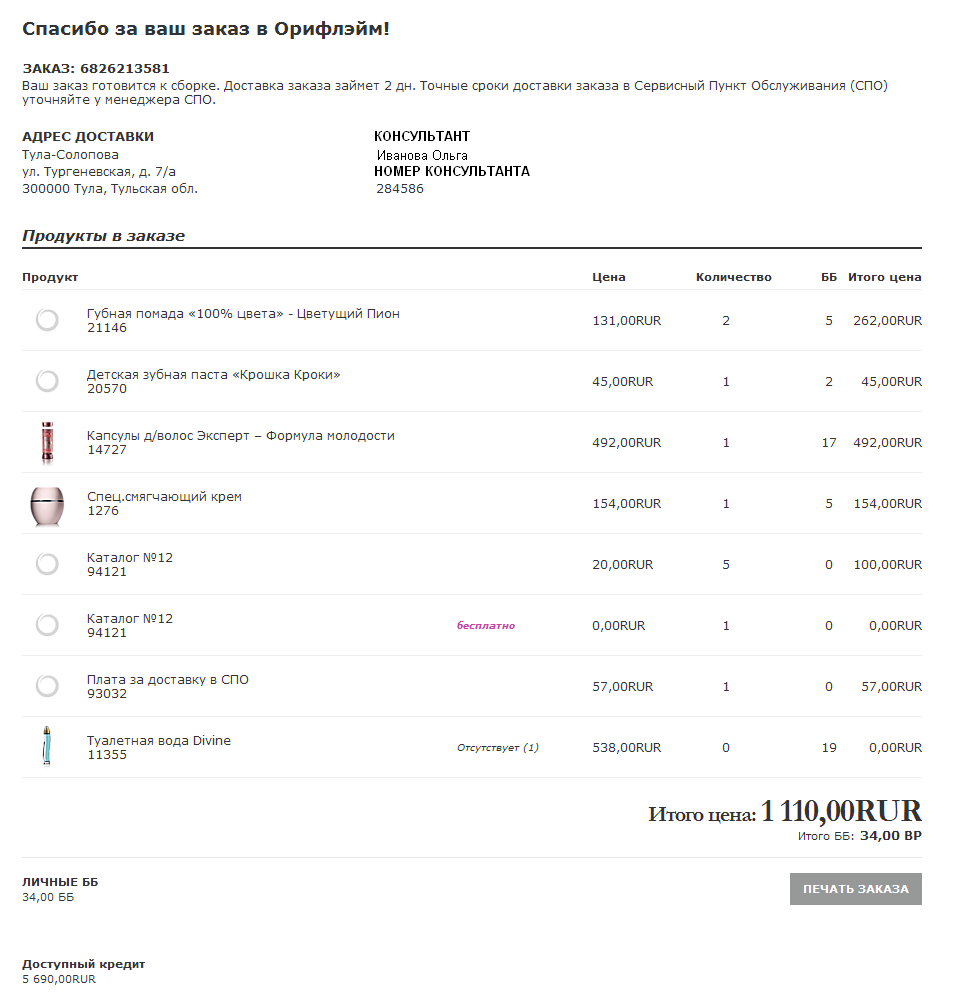 Спасибо за ваш заказ в Орифлэйм!
ЗАКАЗ: 6826213581
Ваш заказ готовится к сборке. Доставка заказа займет 2 дн. Точные сроки доставки заказа в Сервисный Пункт Обслуживания (СПО)
уточняйте у менеджера СПО.
АДРЕС ДОСТАВКИ
Тула-Солопова
ул. Тургеневская, д. 7/а
300000 Тула, Тульская обл.
КОНСУЛЬТАНТ
Иванова Ольга
НОМЕР КОНСУЛЬТАНТА
284586
Продукты в заказе
Продукт Цена Количество ББ Итого цена
Губная помада «100% цвета» - Цветущий Пион
21146
131,00RUR 2 5 262,00RUR
Детская зубная паста «Крошка Кроки»
20570
45,00RUR 1 2 45,00RUR
Капсулы д/волос Эксперт – Формула молодости
14727
492,00RUR 1 17 492,00RUR
Спец.смягчающий крем
1276
154,00RUR 1 5 154,00RUR
Каталог №12
94121
20,00RUR 5 0 100,00RUR
Каталог №12
94121
бесплатно 0,00RUR 1 0 0,00RUR
Плата за доставку в СПО
93032
57,00RUR 1 0 57,00RUR
Туалетная вода Divine
11355
Отсутствует (1) 538,00RUR 0 19 0,00RUR
Итого цена: 1 110,00RUR
Итого ББ: 34,00 BP
ЛИЧНЫЕ ББ
34,00 ББ
ПЕЧАТЬ ЗАКАЗА
Доступный кредит
5 690,00RUR